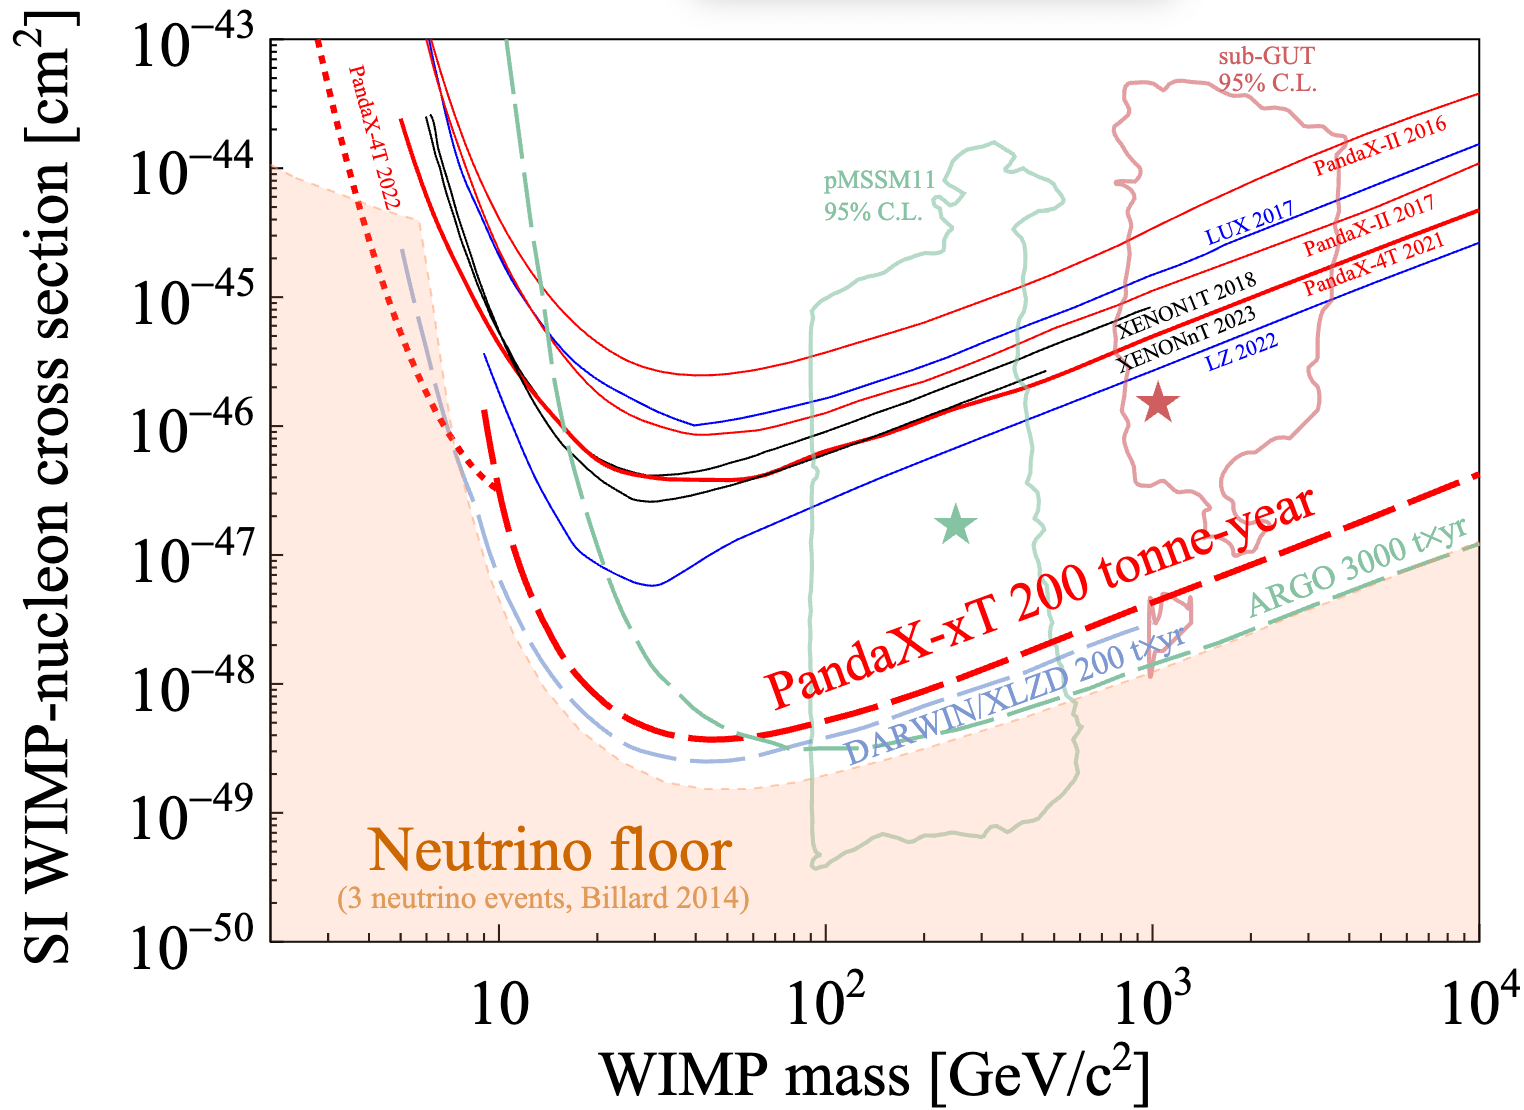 SI WIMP-nucleon cross section [cm²]
10⁻⁴³
10⁻⁴⁴
10⁻⁴⁵
10⁻⁴⁶
10⁻⁴⁷
10⁻⁴⁸
10⁻⁴⁹
10⁻⁵⁰
PandaX-4T 2022
pMSSM11
95% C.L.
sub-GUT
95% C.L.
PandaX-II 2016
LUX 2017
PandaX-II 2017
PandaX-4T 2021
XENON1T 2018
XENONnT 2023
LZ 2022
PandaX-xT 200 tonne-year
ARGO 3000 t×yr
DARWIN/XLZD 200 t×yr
Neutrino floor
(3 neutrino events, Billard 2014)
10
10²
10³
10⁴
WIMP mass [GeV/c²]